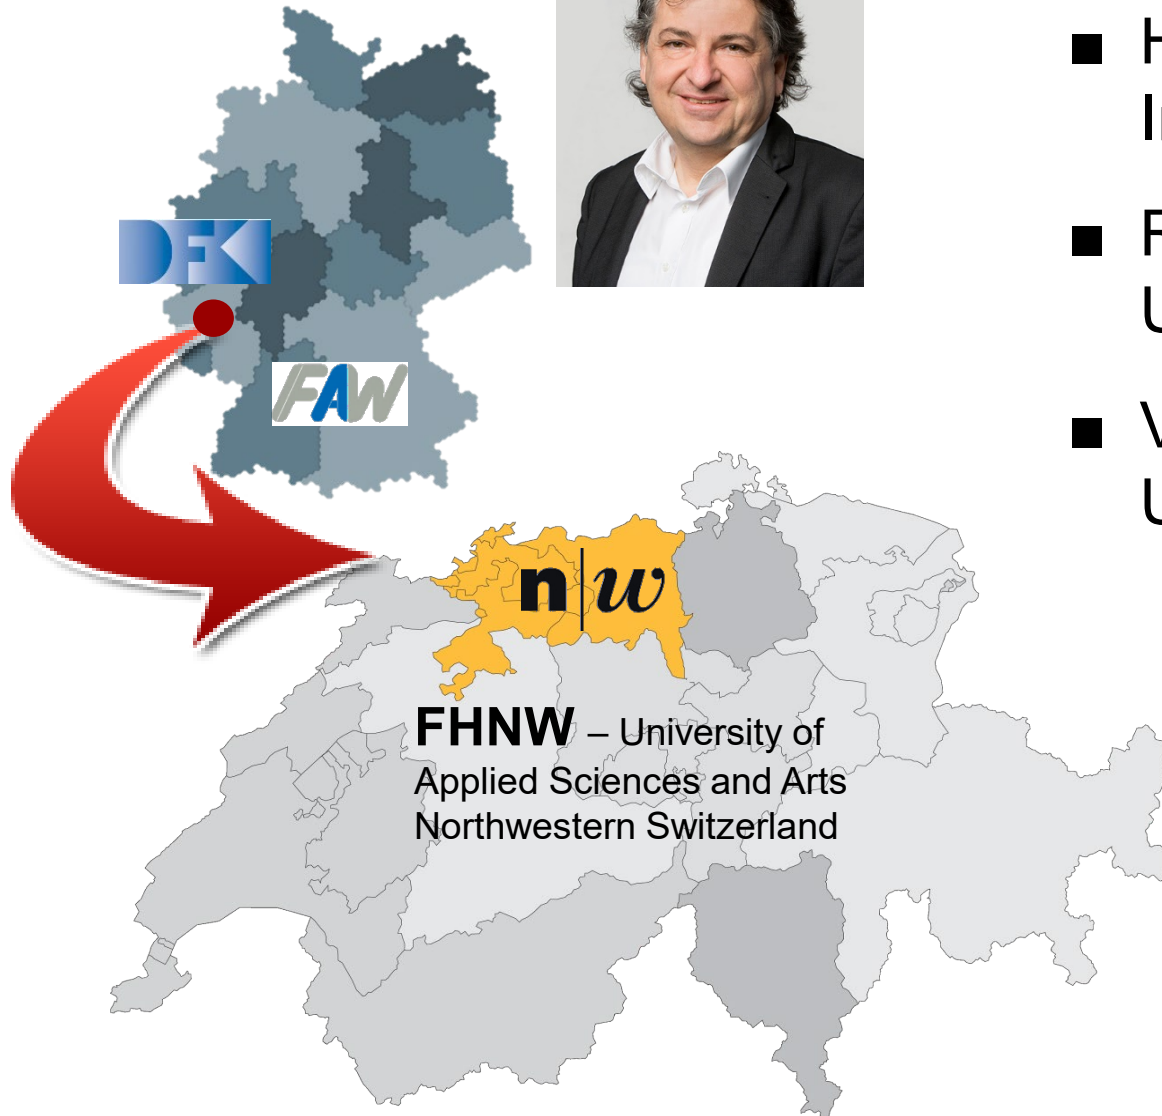 DFKI
FAW
n|w
FHNW – University of
Applied Sciences and Arts
Northwestern Switzerland